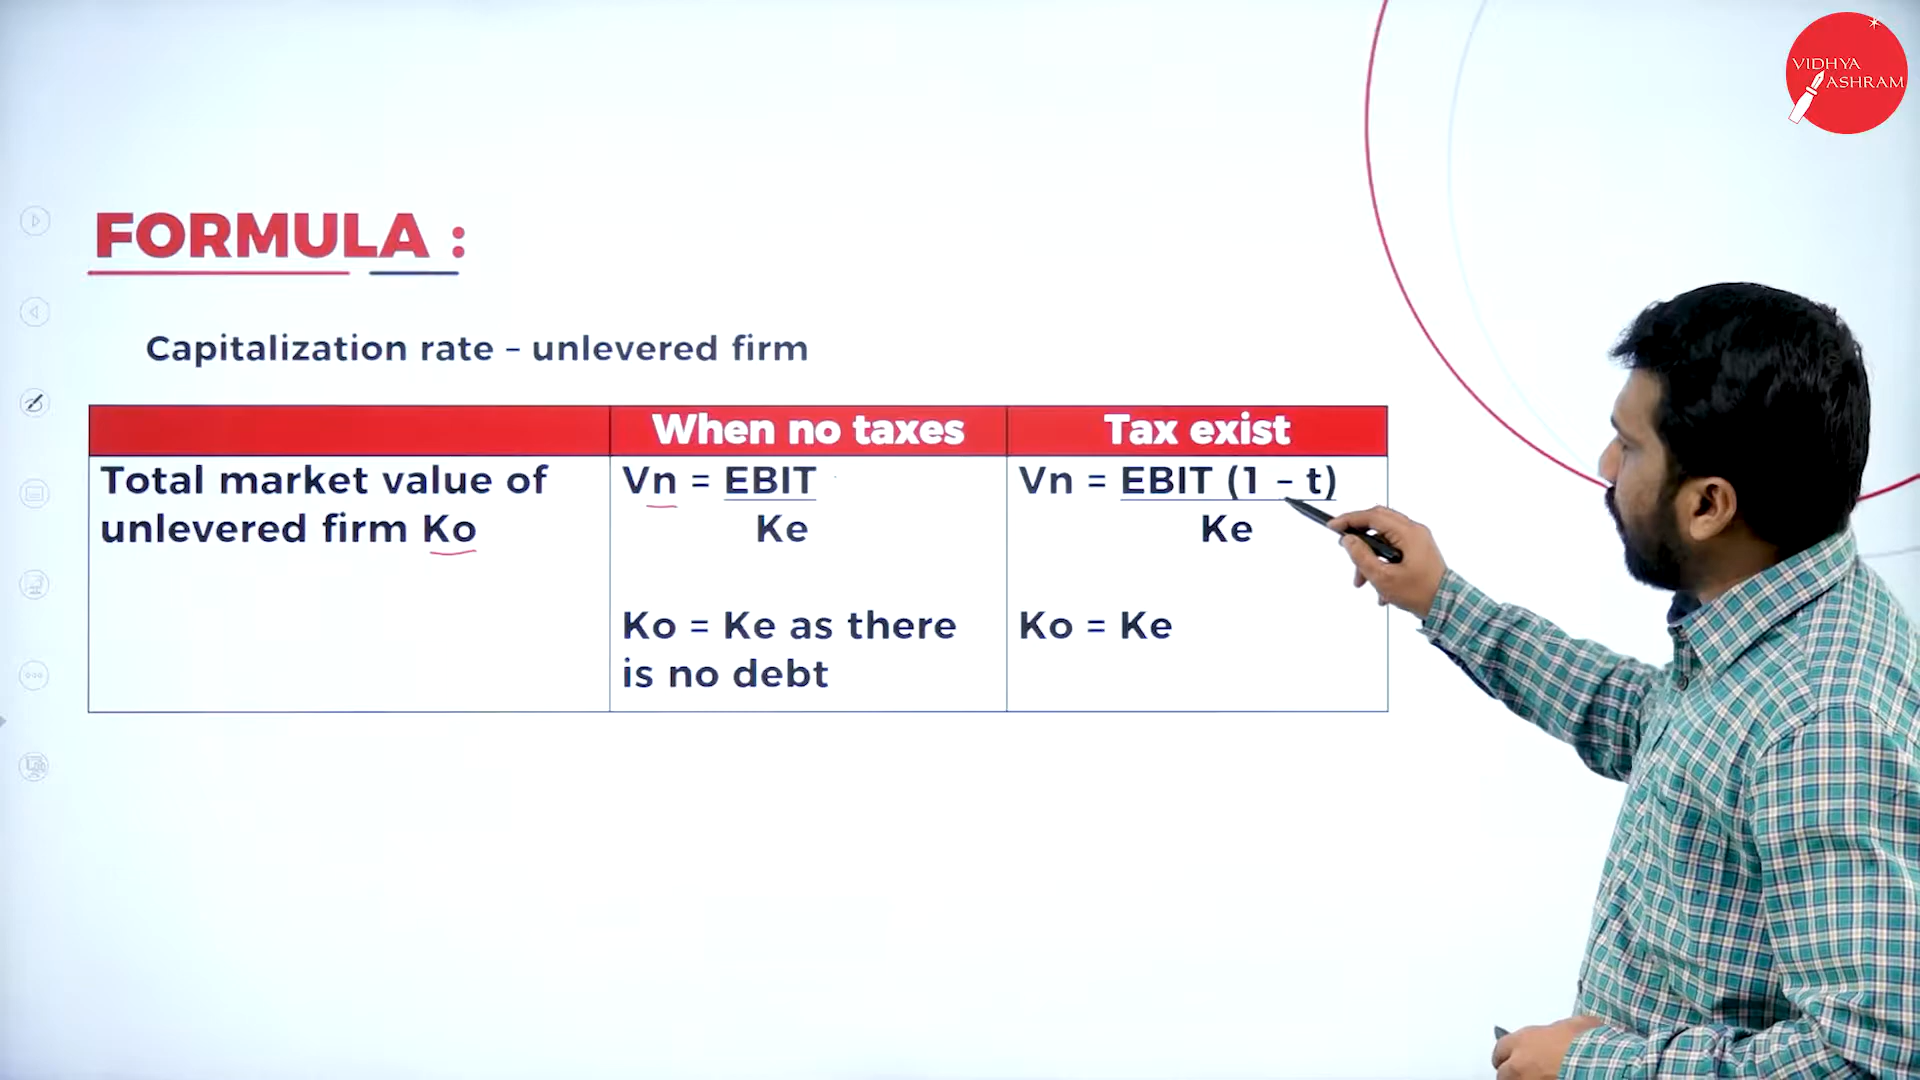 VIDHYA
ASHRAM
FORMULA :
Capitalization rate – unlevered firm
When no taxes
Tax exist
Total market value of
unlevered firm Ko
Vn = EBIT
Ke
Ko = Ke as there
is no debt
Vn = EBIT (1 – t)
Ke
Ko = Ke